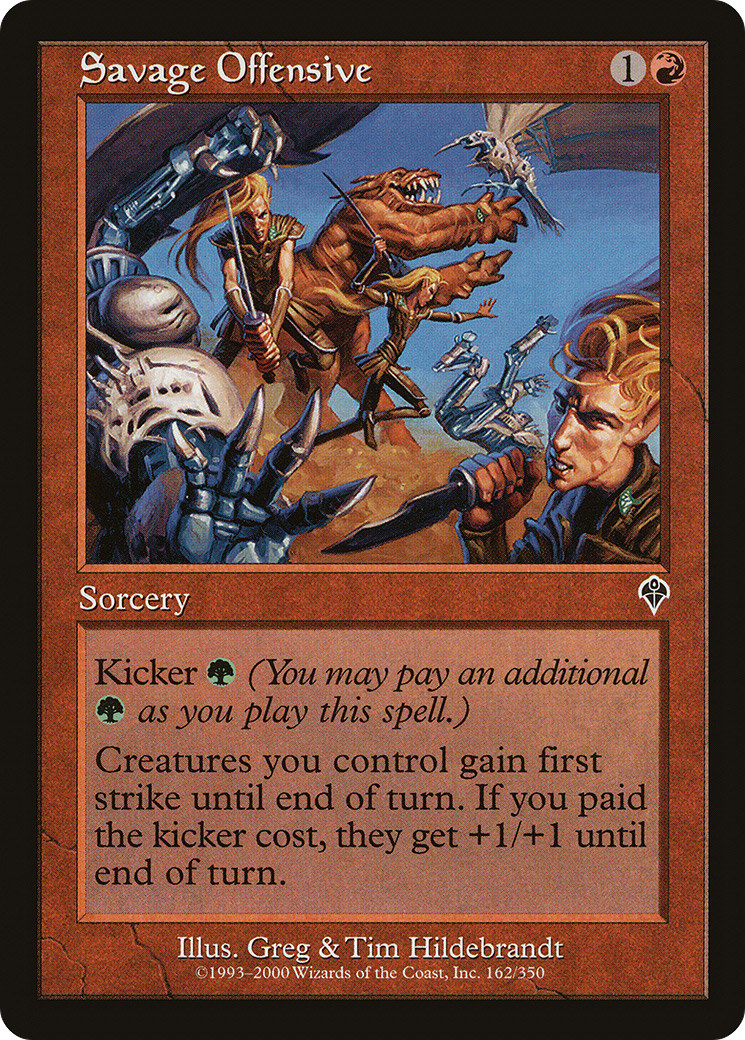 Savage Offensive 1
Sorcery
Kicker (You may pay an additional
as you play this spell.)
Creatures you control gain first
strike until end of turn. If you paid
the kicker cost, they get +1/+1 until
end of turn.
Illus. Greg & Tim Hildebrandt
©1993–2000 Wizards of the Coast, Inc. 162/350